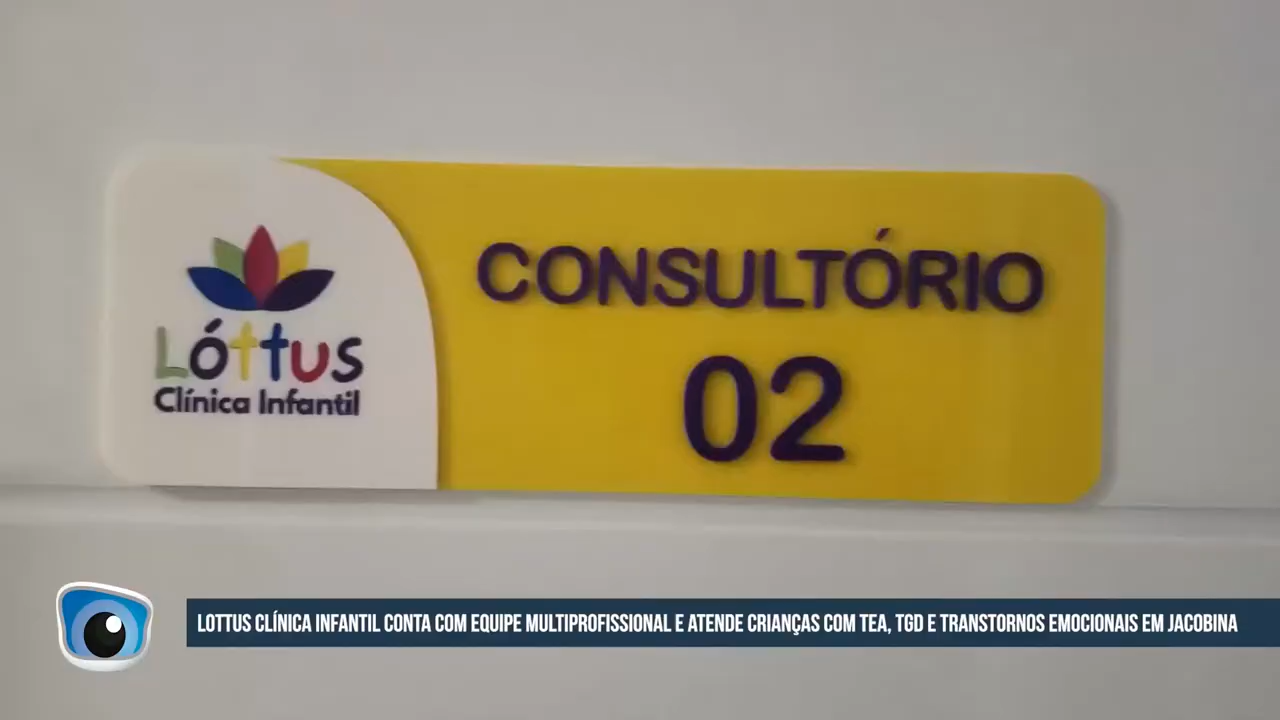 CONSULTÓRIO
02
Lóttus
Clínica Infantil
LOTTUS CLÍNICA INFANTIL CONTA COM EQUIPE MULTIPROFISSIONAL E ATENDE CRIANÇAS COM TEA, TGD E TRANSTORNOS EMOCIONAIS EM JACOBINA